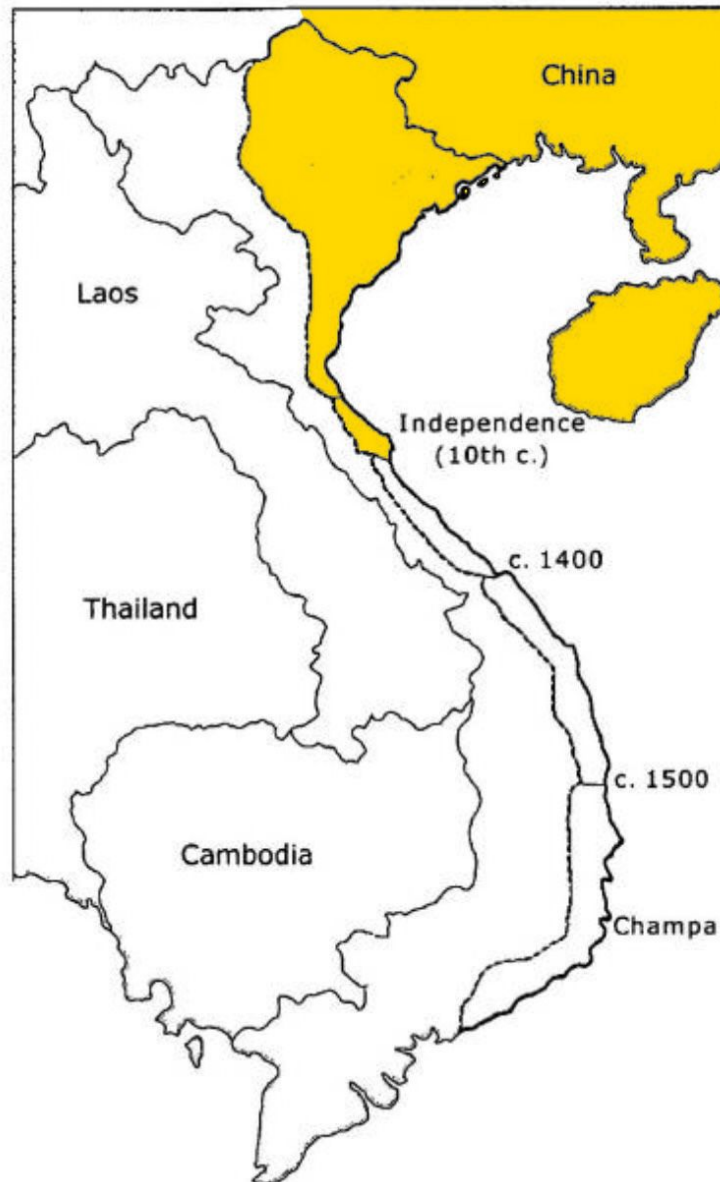 China
Laos
Independence
(10th c.)
c. 1400
Thailand
c. 1500
Cambodia
Champa